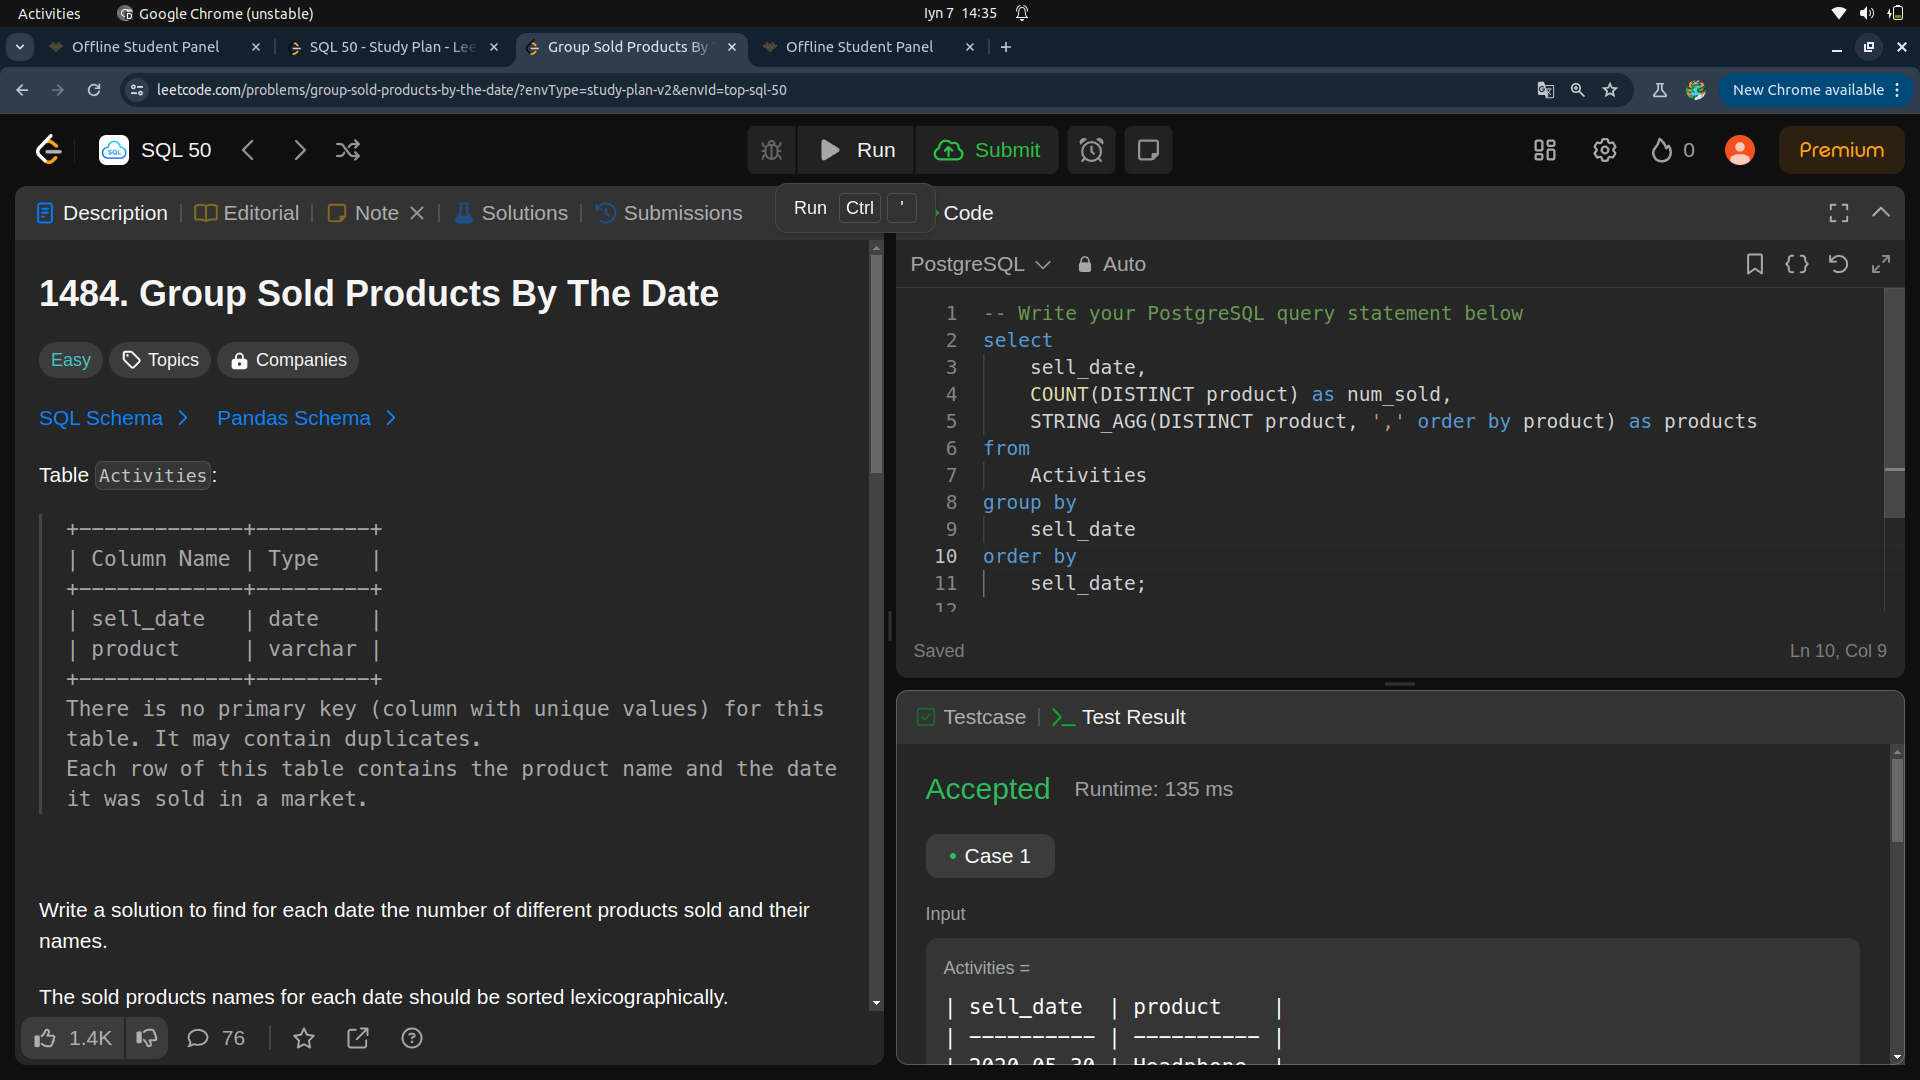 Activities
Google Chrome (unstable)
Iyn 7 14:35
Offline Student Panel
SQL 50 - Study Plan - Lee
Group Sold Products By
Offline Student Panel
leetcode.com/problems/group-sold-products-by-the-date/?envType=study-plan-v2&envId=top-sql-50
New Chrome available
SQL 50
Run
Submit
0
Premium
Description
Editorial
Note
Solutions
Submissions
Run Ctrl '
Code
PostgreSQL
Auto
1484. Group Sold Products By The Date
Easy
Topics
Companies
SQL Schema
Pandas Schema
Table Activities:
+-------------+---------+
| Column Name | Type    |
+-------------+---------+
| sell_date   | date    |
| product     | varchar |
+-------------+---------+
There is no primary key (column with unique values) for this
table. It may contain duplicates.
Each row of this table contains the product name and the date
it was sold in a market.
Write a solution to find for each date the number of different products sold and their
names.
The sold products names for each date should be sorted lexicographically.
1.4K
76
1 -- Write your PostgreSQL query statement below
2 select
3     sell_date,
4     COUNT(DISTINCT product) as num_sold,
5     STRING_AGG(DISTINCT product, ',' order by product) as products
6 from
7     Activities
8 group by
9     sell_date
10 order by
11     sell_date;
12
Saved
Ln 10, Col 9
Testcase
Test Result
Accepted
Runtime: 135 ms
Case 1
Input
Activities =
| sell_date  | product    |
| ---------- | ---------- |
| 2020-05-30 | Headphone  |